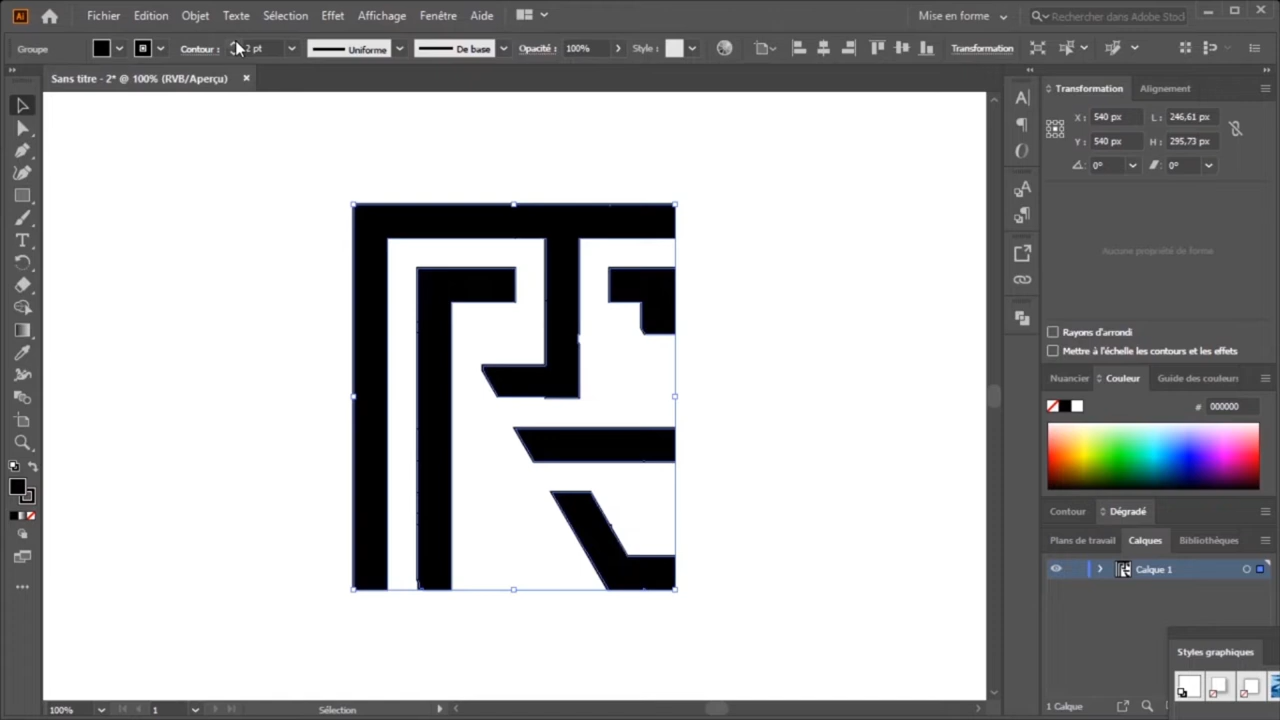 Ai
Fichier Edition Objet Texte Sélection Effet Affichage Fenêtre Aide
Mise en forme
Rechercher dans Adobe Stod
Groupe
Contour : 2 pt
Uniforme
De base
Opacité : 100%
Style :
Transformation
Sans titre - 2* @ 100% (RVB/Aperçu) ×
Transformation Alignement
X : 540 px L : 246,61 px
Y : 540 px H : 295,73 px
0° 0°
Aucune propriété de forme
Rayons d'arrondi
Mettre à l'échelle les contours et les effets
Nuancier Couleur Guide des couleurs
# 000000
Contour Dégradé
Plans de travail Calques Bibliothèques
Calque 1
Styles graphiques
1 Calque
100% 1 Sélection